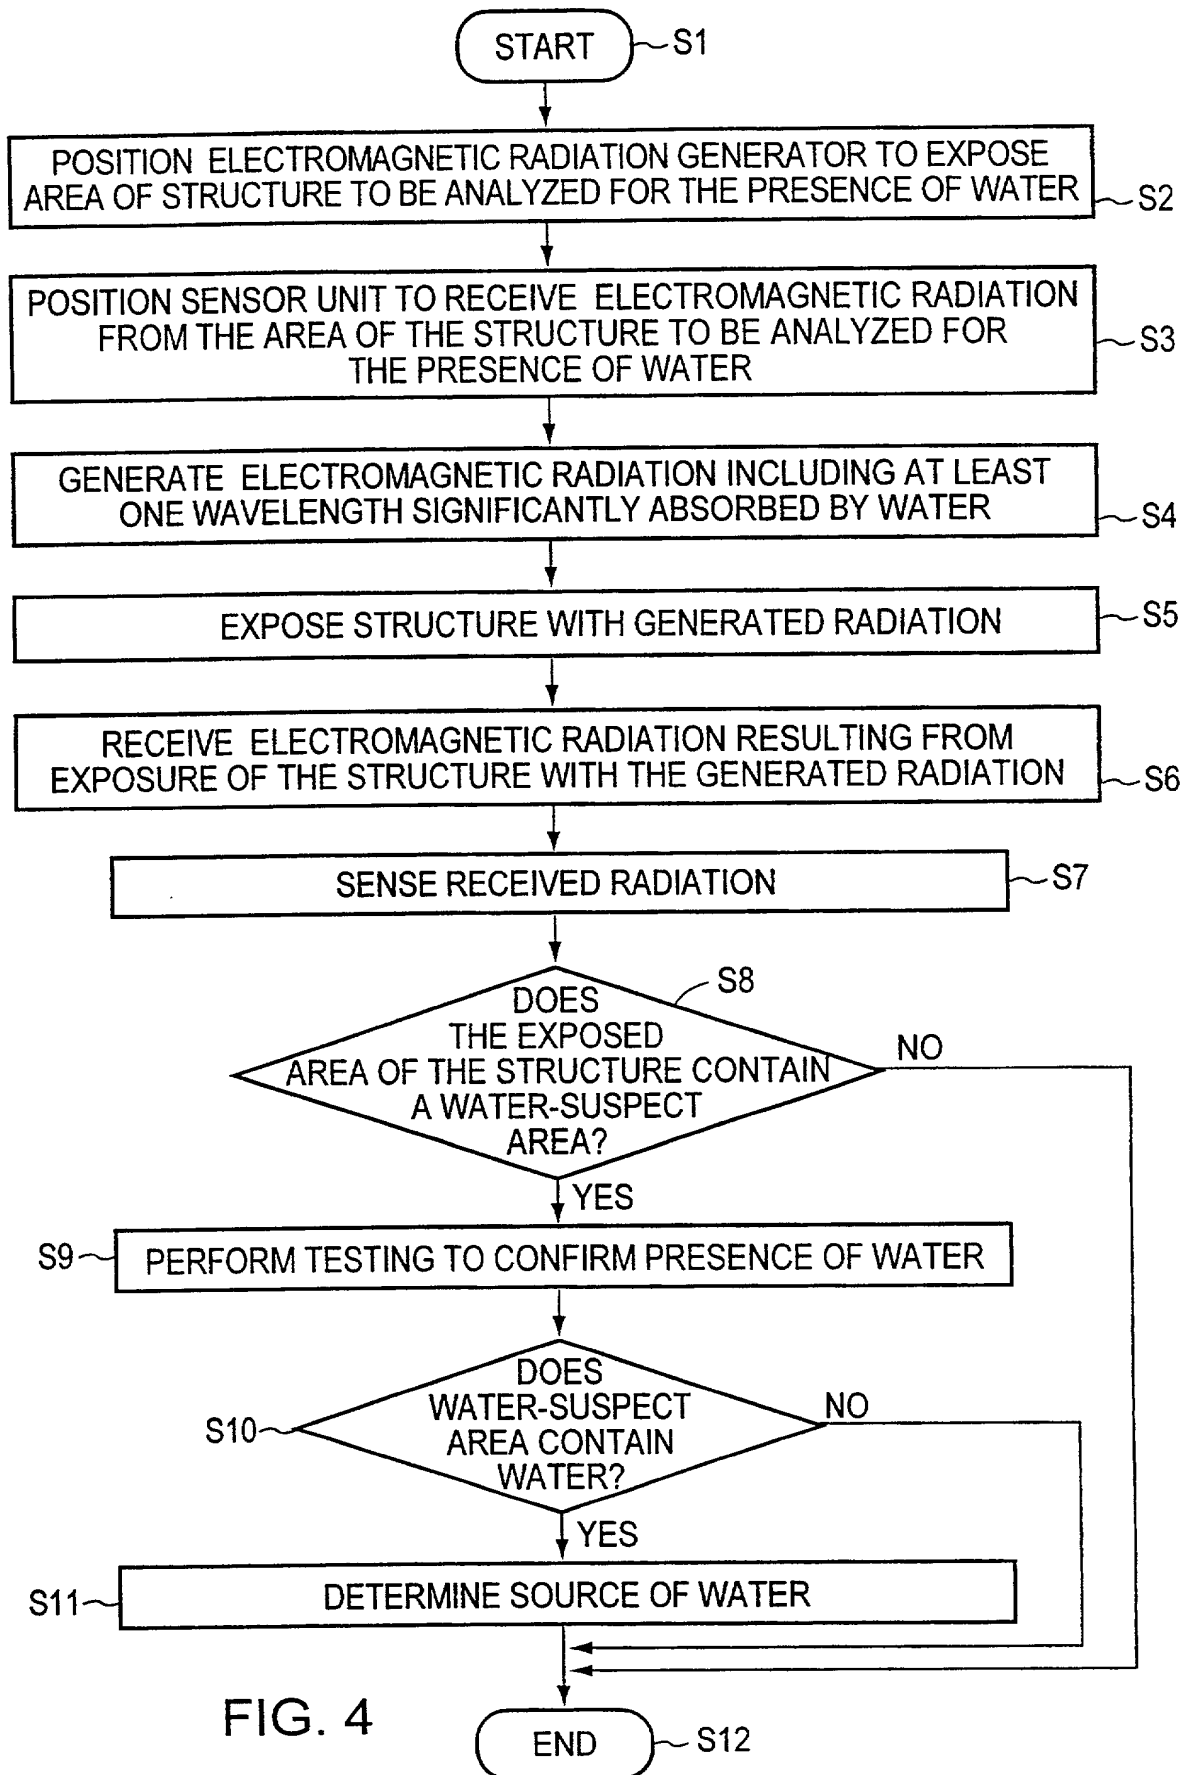 START
S1
POSITION ELECTROMAGNETIC RADIATION GENERATOR TO EXPOSE
AREA OF STRUCTURE TO BE ANALYZED FOR THE PRESENCE OF WATER
S2
POSITION SENSOR UNIT TO RECEIVE ELECTROMAGNETIC RADIATION
FROM THE AREA OF THE STRUCTURE TO BE ANALYZED FOR
THE PRESENCE OF WATER
S3
GENERATE ELECTROMAGNETIC RADIATION INCLUDING AT LEAST
ONE WAVELENGTH SIGNIFICANTLY ABSORBED BY WATER
S4
EXPOSE STRUCTURE WITH GENERATED RADIATION
S5
RECEIVE ELECTROMAGNETIC RADIATION RESULTING FROM
EXPOSURE OF THE STRUCTURE WITH THE GENERATED RADIATION
S6
SENSE RECEIVED RADIATION
S7
S8
DOES
THE EXPOSED
AREA OF THE STRUCTURE CONTAIN
A WATER-SUSPECT
AREA?
NO
YES
S9
PERFORM TESTING TO CONFIRM PRESENCE OF WATER
DOES
WATER-SUSPECT
AREA CONTAIN
WATER?
S10
NO
YES
S11
DETERMINE SOURCE OF WATER
FIG. 4
END
S12